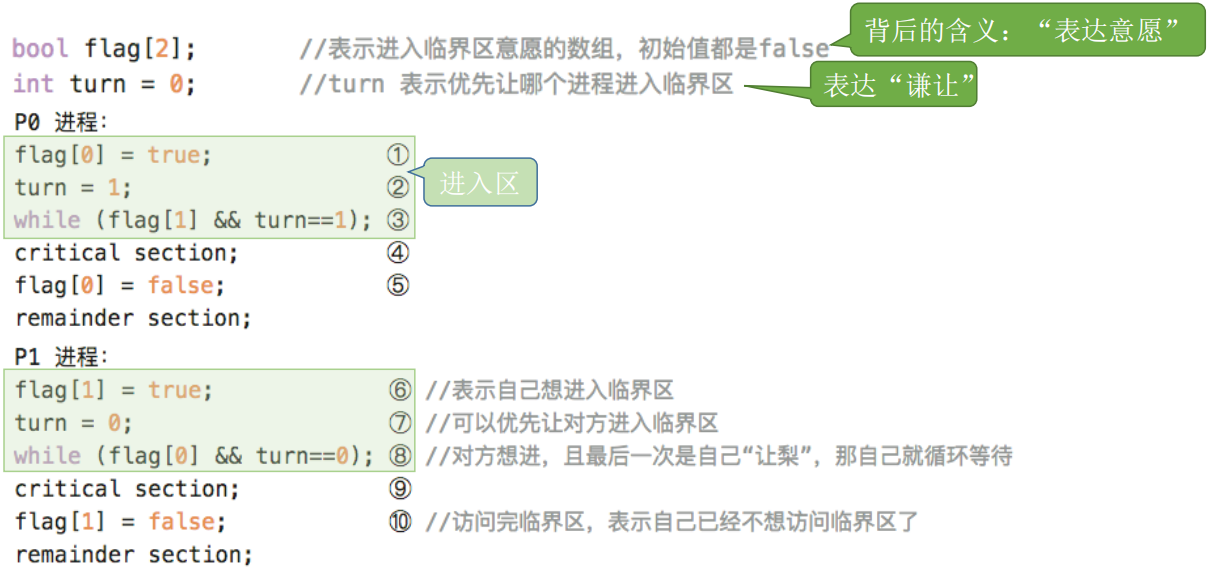 bool flag[2]; //表示进入临界区意愿的数组，初始值都是false
背后的含义：“表达意愿”
int turn = 0; //turn 表示优先让哪个进程进入临界区
表达“谦让”
P0 进程：
flag[0] = true; ①
turn = 1; ②
进入区
while (flag[1] && turn==1); ③
critical section; ④
flag[0] = false; ⑤
remainder section;
P1 进程：
flag[1] = true; ⑥ //表示自己想进入临界区
turn = 0; ⑦ //可以优先让对方进入临界区
while (flag[0] && turn==0); ⑧ //对方想进，且最后一次是自己“让梨”，那自己就循环等待
critical section; ⑨
flag[1] = false; ⑩ //访问完临界区，表示自己已经不想访问临界区了
remainder section;